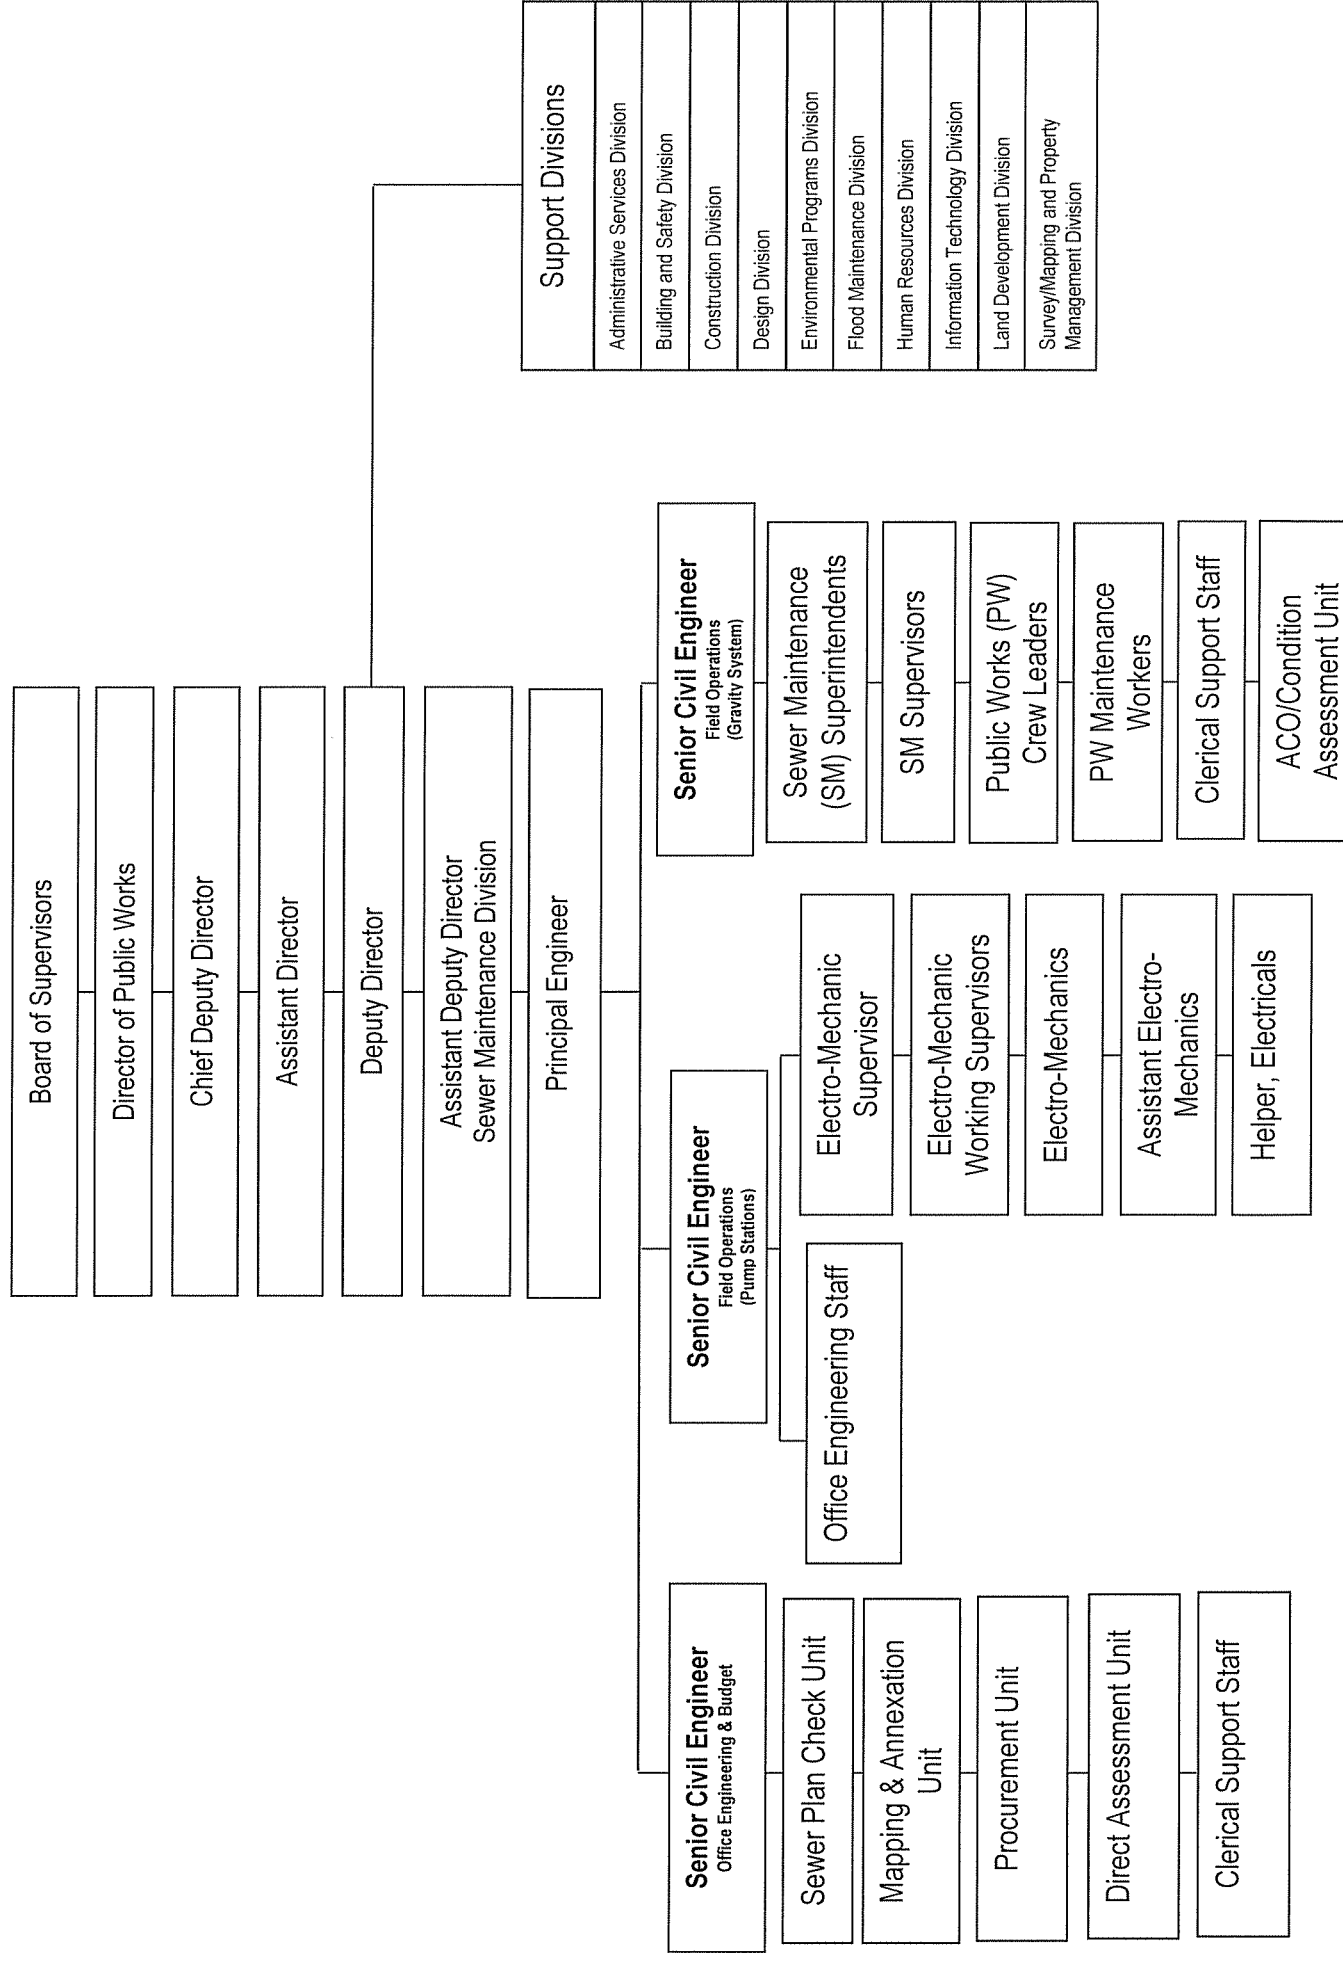 Board of Supervisors
Director of Public Works
Chief Deputy Director
Assistant Director
Deputy Director
Assistant Deputy Director
Sewer Maintenance Division
Principal Engineer
Support Divisions
Administrative Services Division
Building and Safety Division
Construction Division
Design Division
Environmental Programs Division
Flood Maintenance Division
Human Resources Division
Information Technology Division
Land Development Division
Survey/Mapping and Property
Management Division
Senior Civil Engineer
Office Engineering & Budget
Sewer Plan Check Unit
Mapping & Annexation
Unit
Procurement Unit
Direct Assessment Unit
Clerical Support Staff
Senior Civil Engineer
Field Operations
(Pump Stations)
Office Engineering Staff
Electro-Mechanic
Supervisor
Electro-Mechanic
Working Supervisors
Electro-Mechanics
Assistant Electro-
Mechanics
Helper, Electricals
Senior Civil Engineer
Field Operations
(Gravity System)
Sewer Maintenance
(SM) Superintendents
SM Supervisors
Public Works (PW)
Crew Leaders
PW Maintenance
Workers
Clerical Support Staff
ACO/Condition
Assessment Unit